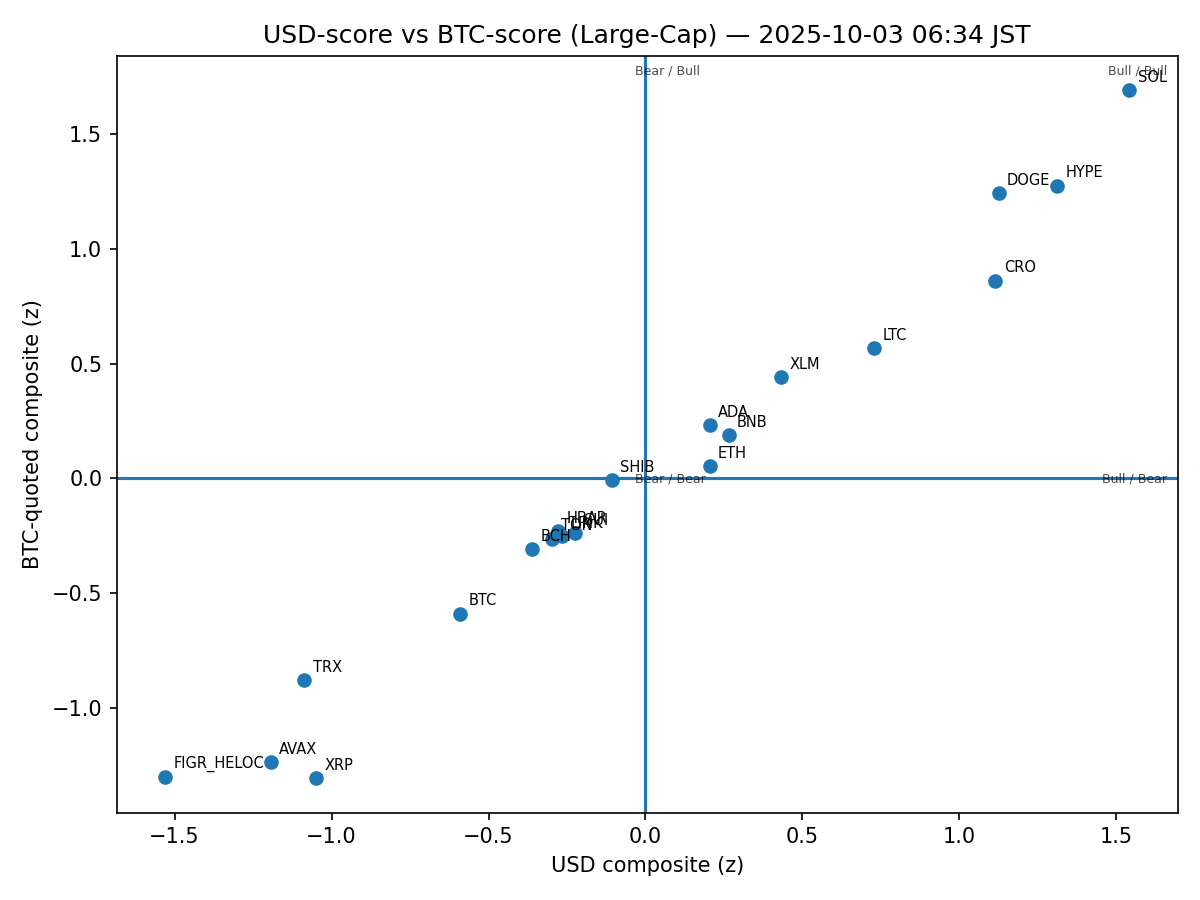 USD-score vs BTC-score (Large-Cap) — 2025-10-03 06:34 JST
Bear / Bull
Bull / Bull
SOL
1.5
DOGE
HYPE
1.0
CRO
LTC
0.5
XLM
ADA
BNB
ETH
SHIB
0.0
Bear / Bear
Bull / Bear
HBAR
TON
BCH
−0.5
BTC
TRX
−1.0
AVAX
FIGR_HELOC
XRP
−1.5
−1.0
−0.5
0.0
0.5
1.0
1.5
USD composite (z)
BTC-quoted composite (z)